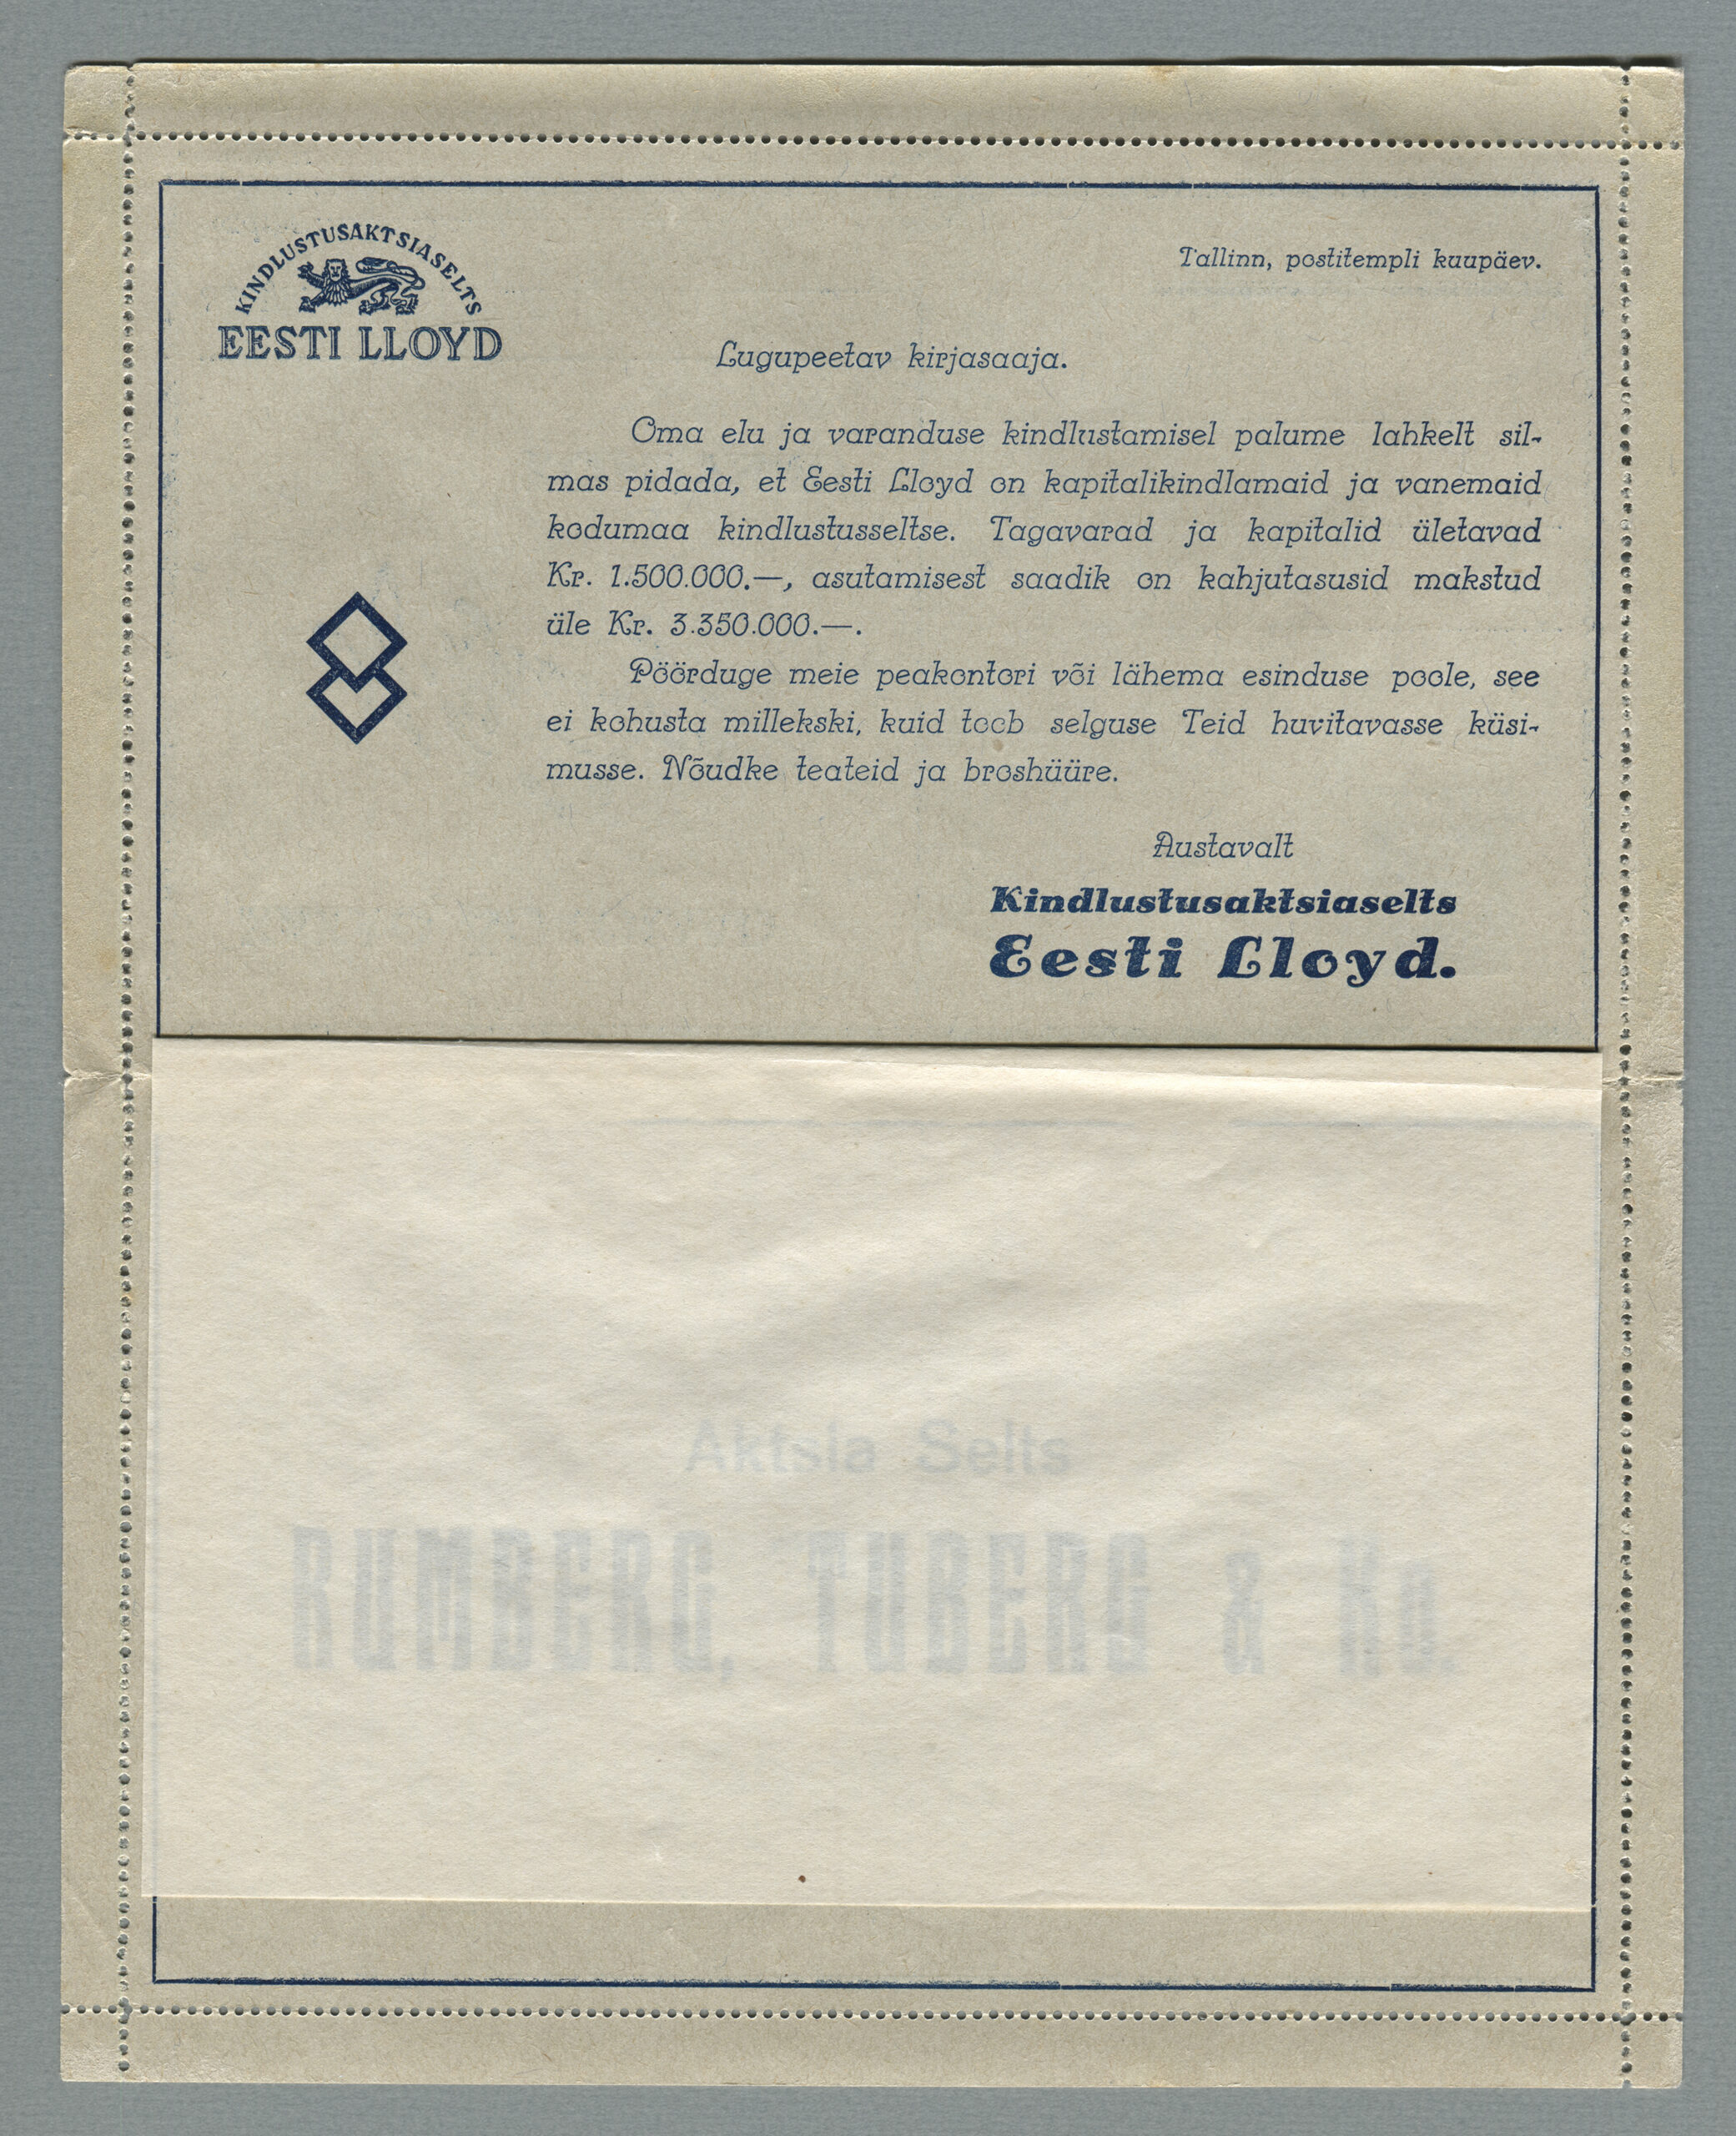 KINDLUSTUSAKTSIASELTS
EESTI LLOYD
Tallinn, postitempli kuupäev.
Lugupeetav kirjasaaja.
Oma elu ja varanduse kindlustamisel palume lahkelt sil-
mas pidada, et Eesti Lloyd on kapitalikindlamaid ja vanemaid
kodumaa kindlustusseltse. Tagavarad ja kapitalid ületavad
Kr. 1.500.000.—, asutamisest saadik on kahjutasusid makstud
üle Kr. 3.350.000.—.
Pöörduge meie peakontori või lähema esinduse poole, see
ei kohusta millekski, kuid toob selguse Teid huvitavasse küsi-
musse. Nõudke teateid ja broshüüre.
Austavalt
Kindlustusaktsiaselts
Eesti Lloyd.
Aktsia Selts
RUMBERG, TUBERG & Ko.